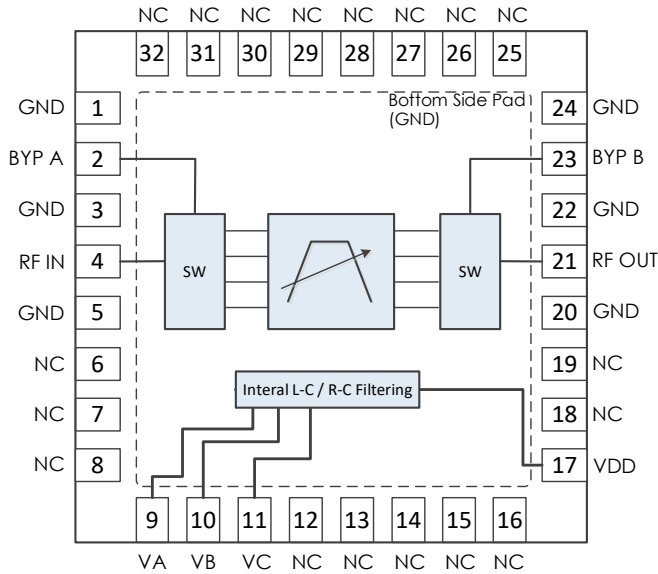 NC NC NC NC NC NC NC NC
32 31 30 29 28 27 26 25
Bottom Side Pad
(GND)
GND 1
24 GND
BYP A 2
23 BYP B
GND 3
22 GND
RF IN 4
SW
SW
21 RF OUT
GND 5
20 GND
NC 6
19 NC
Interal L-C / R-C Filtering
NC 7
18 NC
NC 8
17 VDD
9 10 11 12 13 14 15 16
VA VB VC NC NC NC NC NC